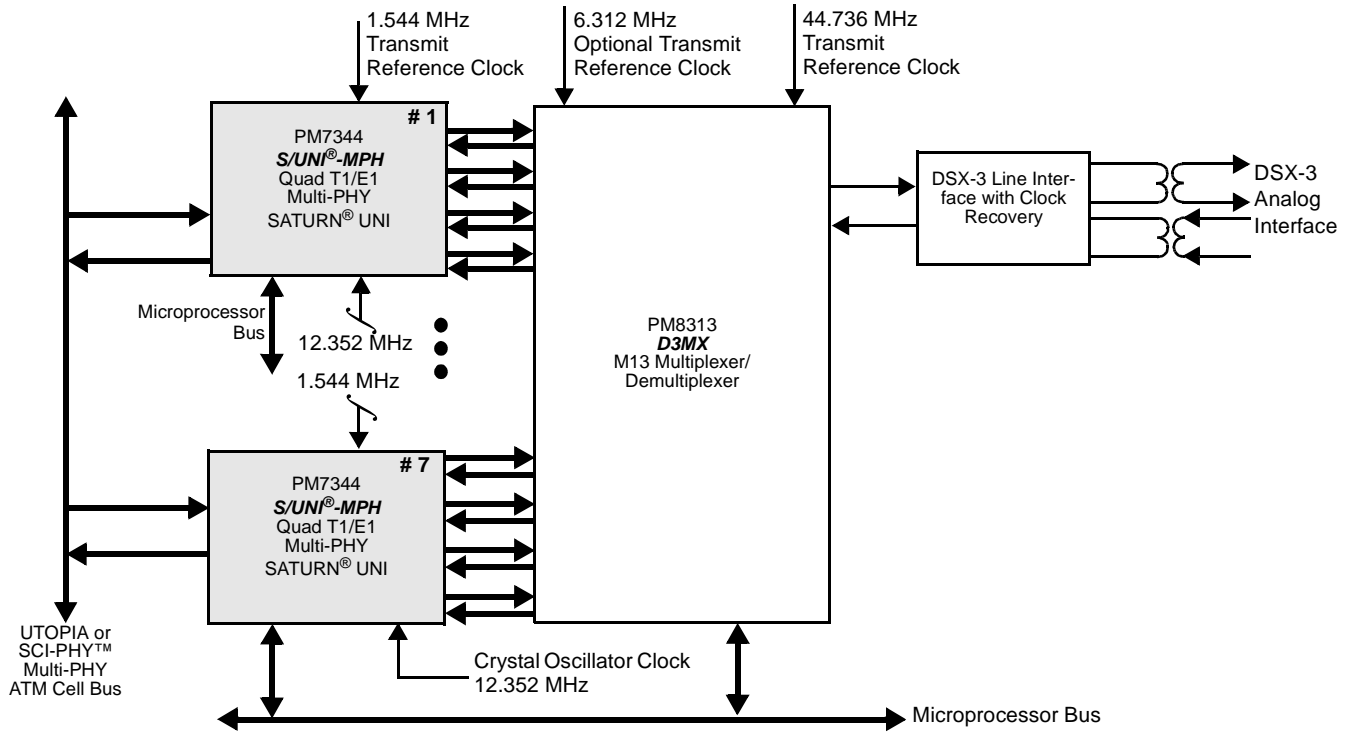 1.544 MHz
Transmit
Reference Clock
6.312 MHz
Optional Transmit
Reference Clock
44.736 MHz
Transmit
Reference Clock
# 1
PM7344
S/UNI®-MPH
Quad T1/E1
Multi-PHY
SATURN® UNI
DSX-3 Line Inter-
face with Clock
Recovery
DSX-3
Analog
Interface
Microprocessor
Bus
12.352 MHz
1.544 MHz
PM8313
D3MX
M13 Multiplexer/
Demultiplexer
# 7
PM7344
S/UNI®-MPH
Quad T1/E1
Multi-PHY
SATURN® UNI
UTOPIA or
SCI-PHY™
Multi-PHY
ATM Cell Bus
Crystal Oscillator Clock
12.352 MHz
Microprocessor Bus